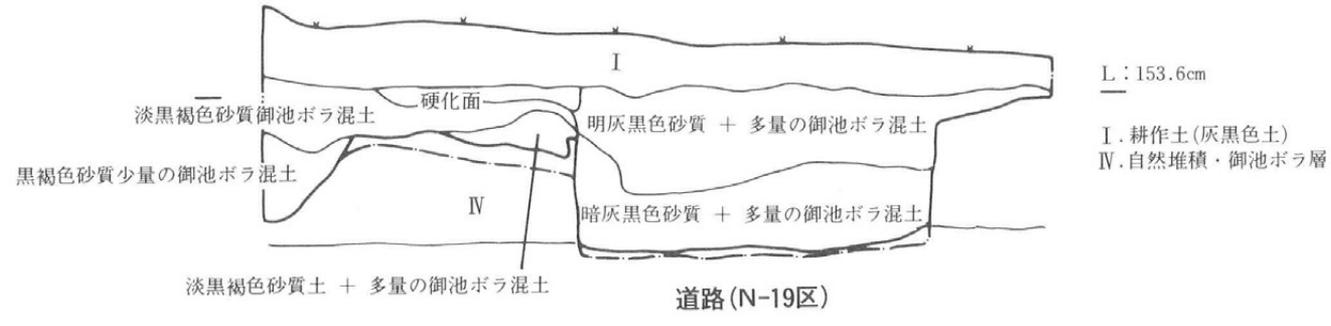 I
L：153.6cm
硬化面
淡黒褐色砂質御池ボラ混土
明灰黒色砂質 ＋ 多量の御池ボラ混土
I．耕作土(灰黒色土)
Ⅳ．自然堆積・御池ボラ層
黒褐色砂質少量の御池ボラ混土
Ⅳ
暗灰黒色砂質 ＋ 多量の御池ボラ混土
淡黒褐色砂質土 ＋ 多量の御池ボラ混土
道路(N-19区)